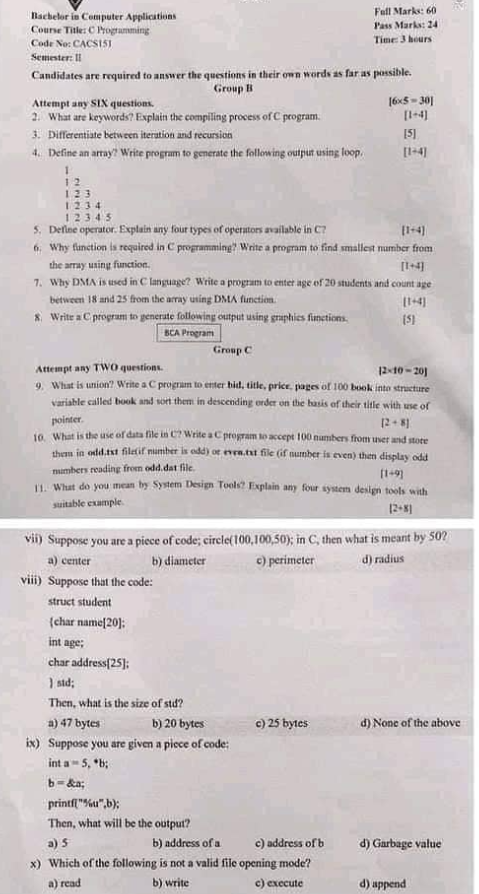 Bachelor in Computer Applications
Course Title: C Programming
Code No: CACS151
Semester: II
Full Marks: 60
Pass Marks: 24
Time: 3 hours
Candidates are required to answer the questions in their own words as far as possible.
Group B
Attempt any SIX questions. [6×5 = 30]
2. What are keywords? Explain the compiling process of C program. [1+4]
3. Differentiate between iteration and recursion [5]
4. Define an array? Write program to generate the following output using loop. [1+4]
1
1 2
1 2 3
1 2 3 4
1 2 3 4 5
5. Define operator. Explain any four types of operators available in C? [1+4]
6. Why function is required in C programming? Write a program to find smallest number from
the array using function. [1+4]
7. Why DMA is used in C language? Write a program to enter age of 20 students and count age
between 18 and 25 from the array using DMA function. [1+4]
8. Write a C program to generate following output using graphics functions. [5]
BCA Program
Group C
Attempt any TWO questions. [2×10 = 20]
9. What is union? Write a C program to enter bid, title, price, pages of 100 book into structure
variable called book and sort them in descending order on the basis of their title with use of
pointer. [2 + 8]
10. What is the use of data file in C? Write a C program to accept 100 numbers from user and store
them in odd.txt file(if number is odd) or even.txt file (if number is even) then display odd
numbers reading from odd.dat file. [1+9]
11. What do you mean by System Design Tools? Explain any four system design tools with
suitable example. [2+8]
vii) Suppose you are a piece of code; circle(100,100,50); in C, then what is meant by 50?
a) center b) diameter c) perimeter d) radius
viii) Suppose that the code:
struct student
{char name[20];
int age;
char address[25];
} std;
Then, what is the size of std?
a) 47 bytes b) 20 bytes c) 25 bytes d) None of the above
ix) Suppose you are given a piece of code:
int a = 5, *b;
b = &a;
printf("%u",b);
Then, what will be the output?
a) 5 b) address of a c) address of b d) Garbage value
x) Which of the following is not a valid file opening mode?
a) read b) write c) execute d) append